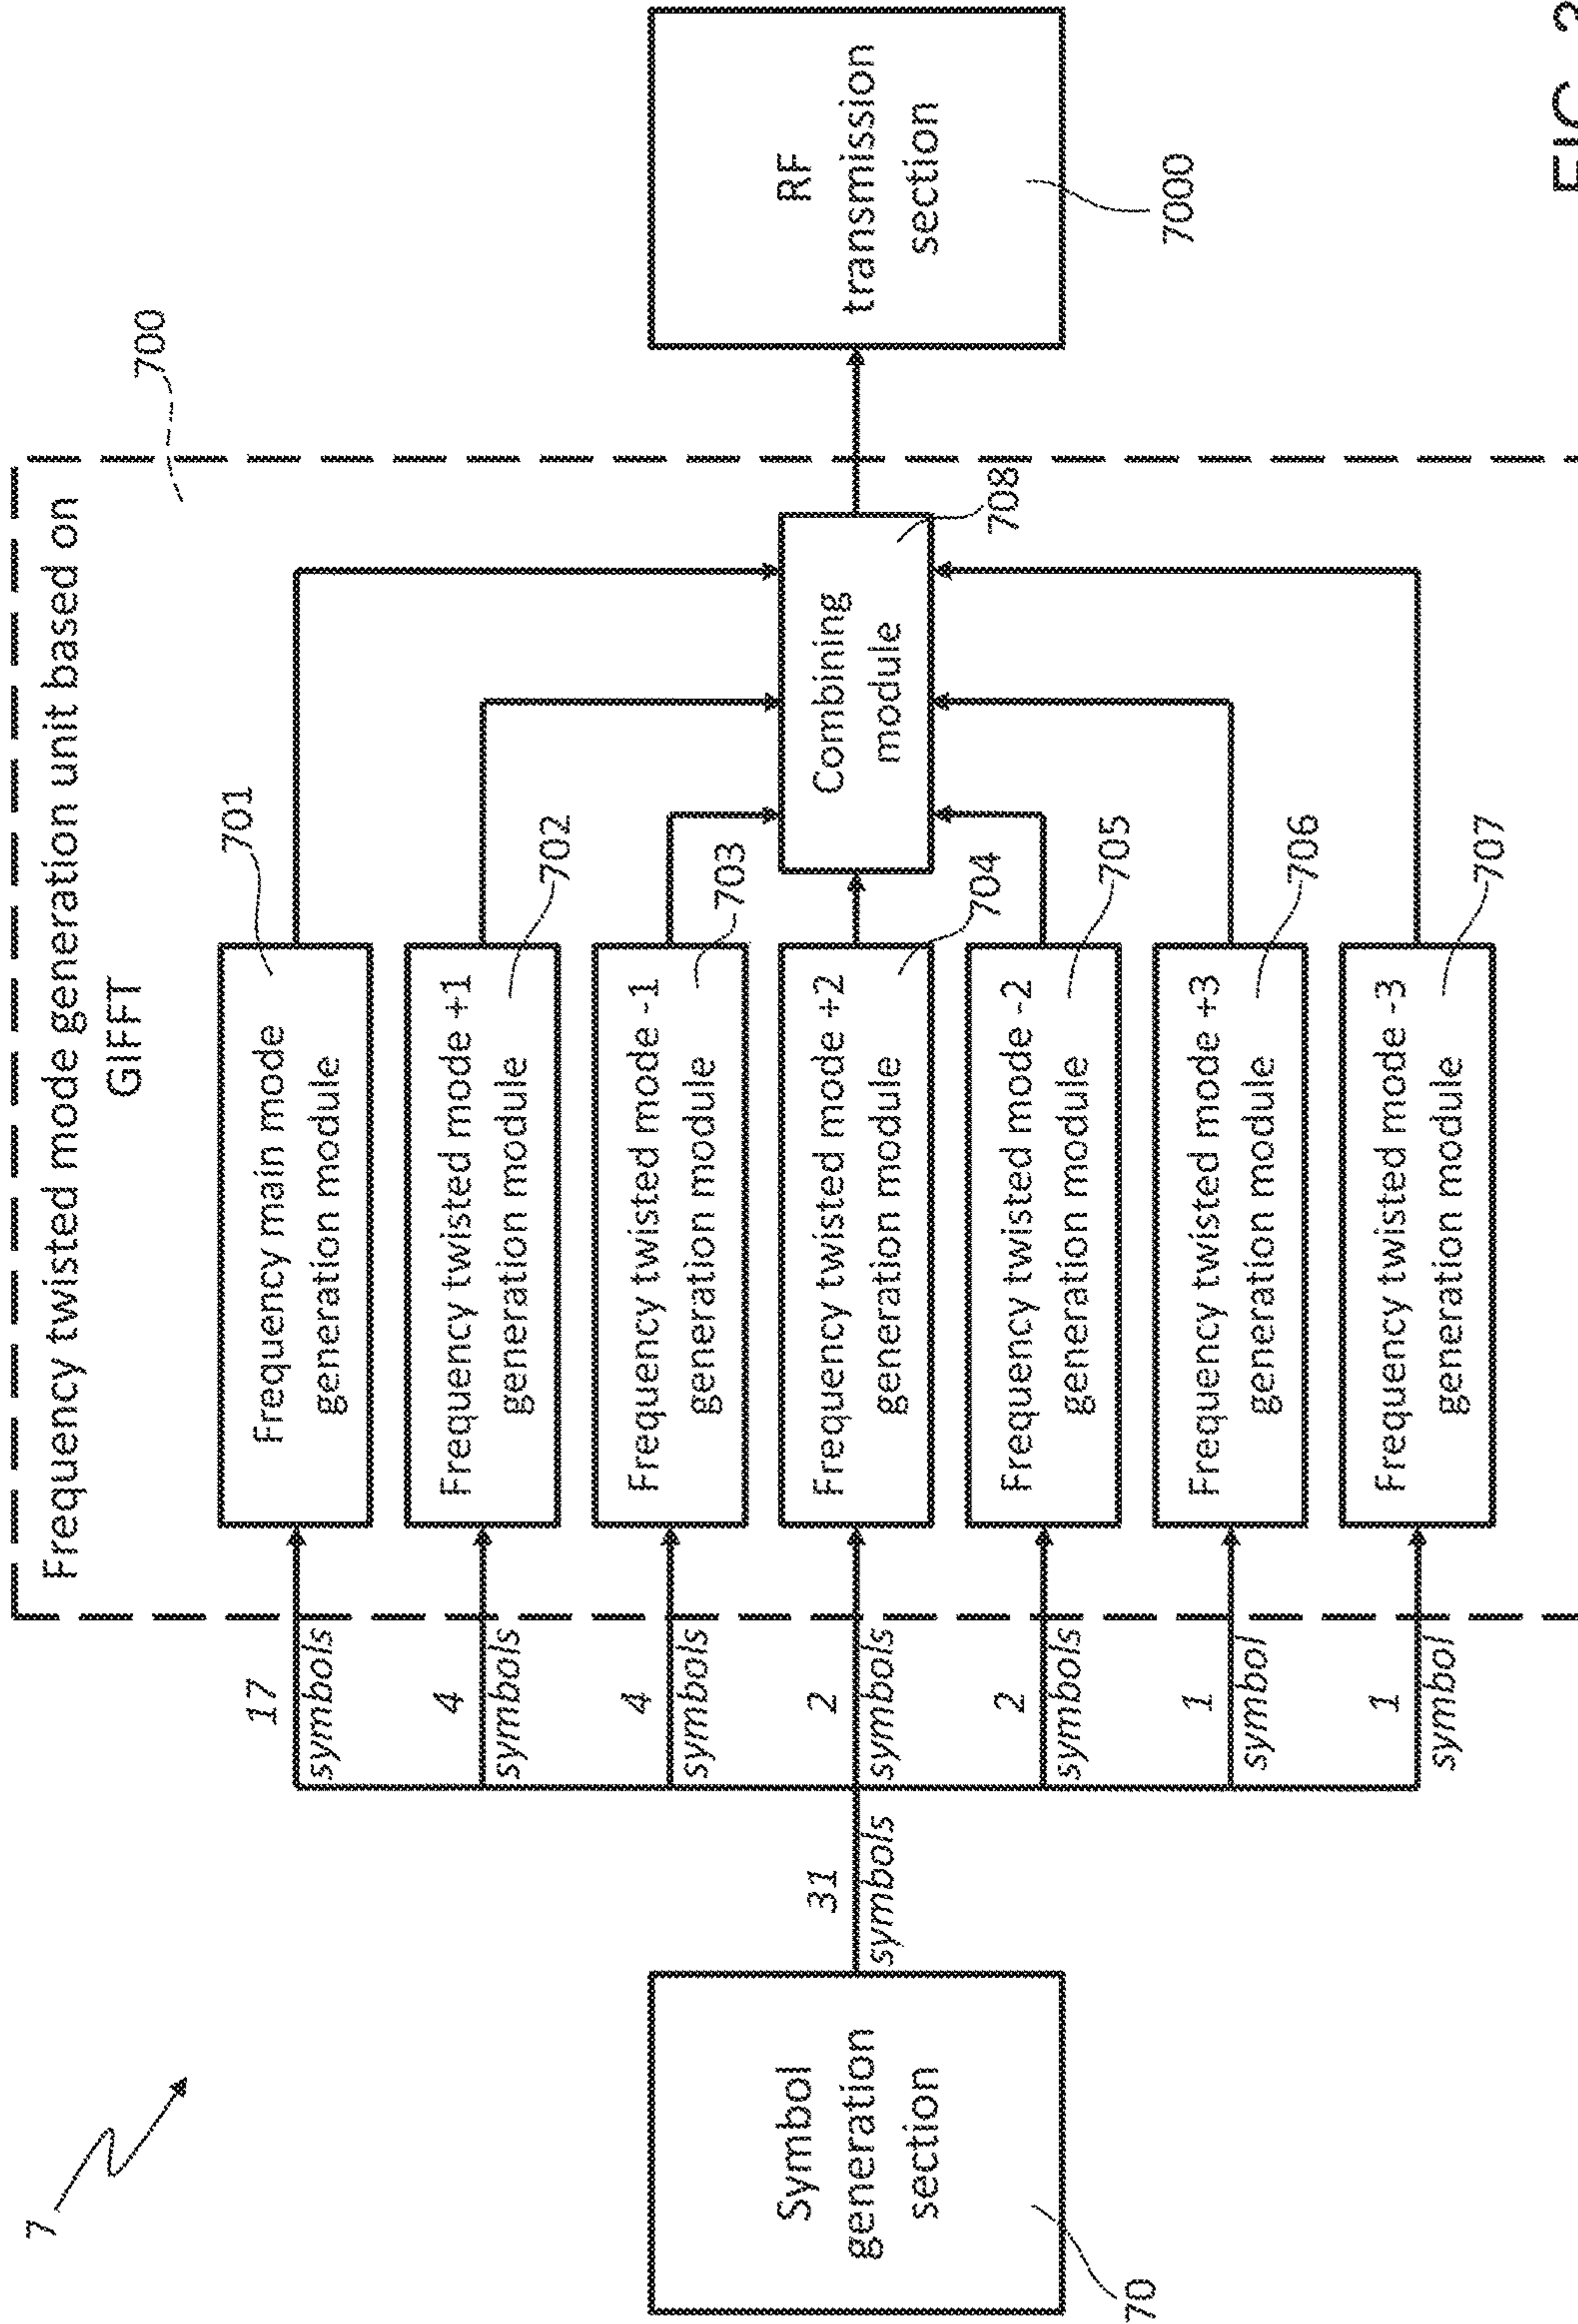 7
Frequency twisted mode generation unit based on
GIFFT
700
Symbol
generation
section
70
31
symbols
17
symbols
4
symbols
4
symbols
2
symbols
2
symbols
1
symbol
1
symbol
Frequency main mode
generation module
701
Frequency twisted mode +1
generation module
702
Frequency twisted mode -1
generation module
703
Frequency twisted mode +2
generation module
704
Frequency twisted mode -2
generation module
705
Frequency twisted mode +3
generation module
706
Frequency twisted mode -3
generation module
707
Combining
module
708
RF
transmission
section
7000
FIG.